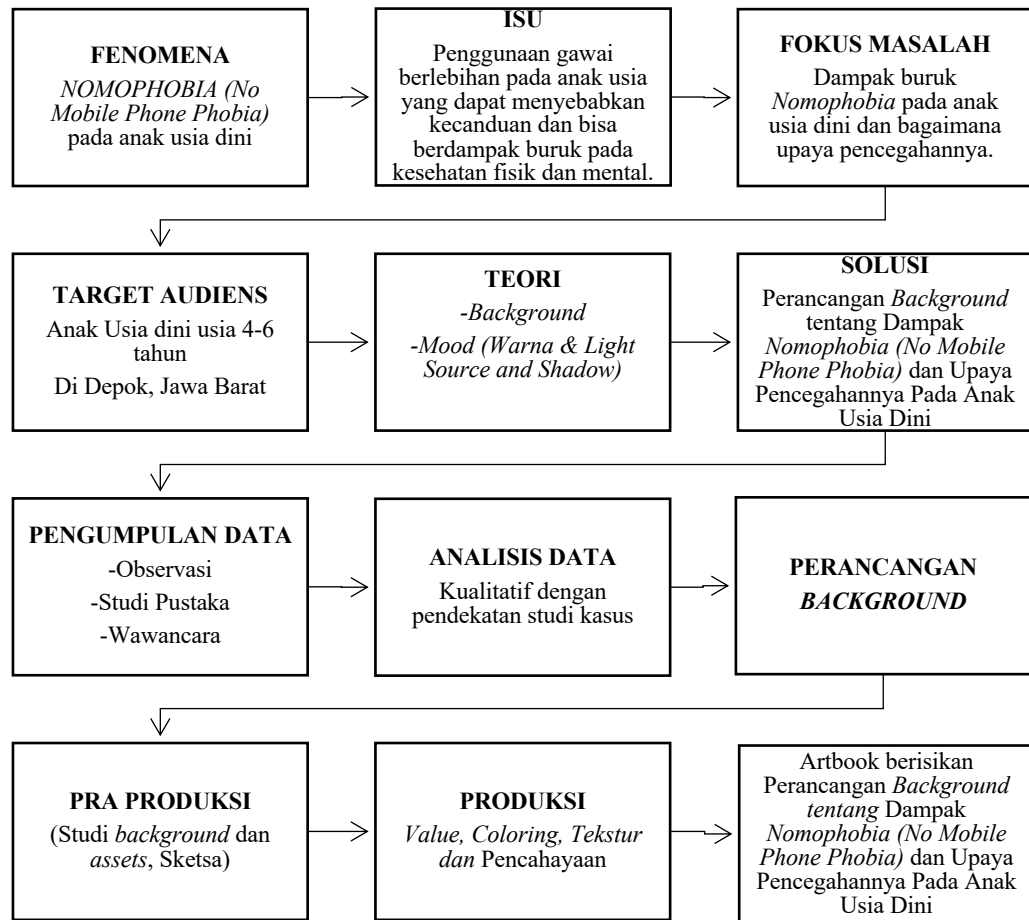 FENOMENA
NOMOPHOBIA (No
Mobile Phone Phobia)
pada anak usia dini
ISU
Penggunaan gawai
berlebihan pada anak usia
yang dapat menyebabkan
kecanduan dan bisa
berdampak buruk pada
kesehatan fisik dan mental.
FOKUS MASALAH
Dampak buruk
Nomophobia pada anak
usia dini dan bagaimana
upaya pencegahannya.
TARGET AUDIENS
Anak Usia dini usia 4-6
tahun
Di Depok, Jawa Barat
TEORI
-Background
-Mood (Warna & Light
Source and Shadow)
SOLUSI
Perancangan Background
tentang Dampak
Nomophobia (No Mobile
Phone Phobia) dan Upaya
Pencegahannya Pada Anak
Usia Dini
PENGUMPULAN DATA
-Observasi
-Studi Pustaka
-Wawancara
ANALISIS DATA
Kualitatif dengan
pendekatan studi kasus
PERANCANGAN
BACKGROUND
PRA PRODUKSI
(Studi background dan
assets, Sketsa)
PRODUKSI
Value, Coloring, Tekstur
dan Pencahayaan
Artbook berisikan
Perancangan Background
tentang Dampak
Nomophobia (No Mobile
Phone Phobia) dan Upaya
Pencegahannya Pada Anak
Usia Dini